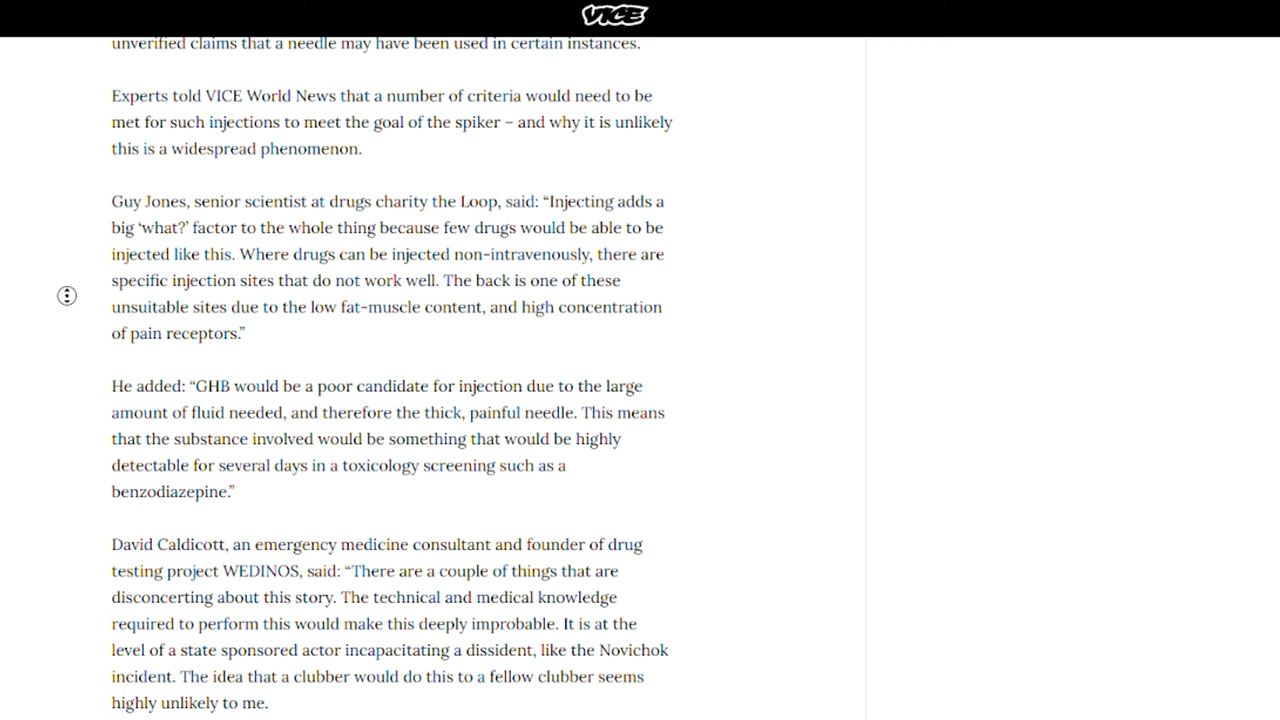 VICE
unverified claims that a needle may have been used in certain instances.
Experts told VICE World News that a number of criteria would need to be
met for such injections to meet the goal of the spiker – and why it is unlikely
this is a widespread phenomenon.
Guy Jones, senior scientist at drugs charity the Loop, said: “Injecting adds a
big ‘what?’ factor to the whole thing because few drugs would be able to be
injected like this. Where drugs can be injected non-intravenously, there are
specific injection sites that do not work well. The back is one of these
unsuitable sites due to the low fat-muscle content, and high concentration
of pain receptors.”
He added: “GHB would be a poor candidate for injection due to the large
amount of fluid needed, and therefore the thick, painful needle. This means
that the substance involved would be something that would be highly
detectable for several days in a toxicology screening such as a
benzodiazepine.”
David Caldicott, an emergency medicine consultant and founder of drug
testing project WEDINOS, said: “There are a couple of things that are
disconcerting about this story. The technical and medical knowledge
required to perform this would make this deeply improbable. It is at the
level of a state sponsored actor incapacitating a dissident, like the Novichok
incident. The idea that a clubber would do this to a fellow clubber seems
highly unlikely to me.